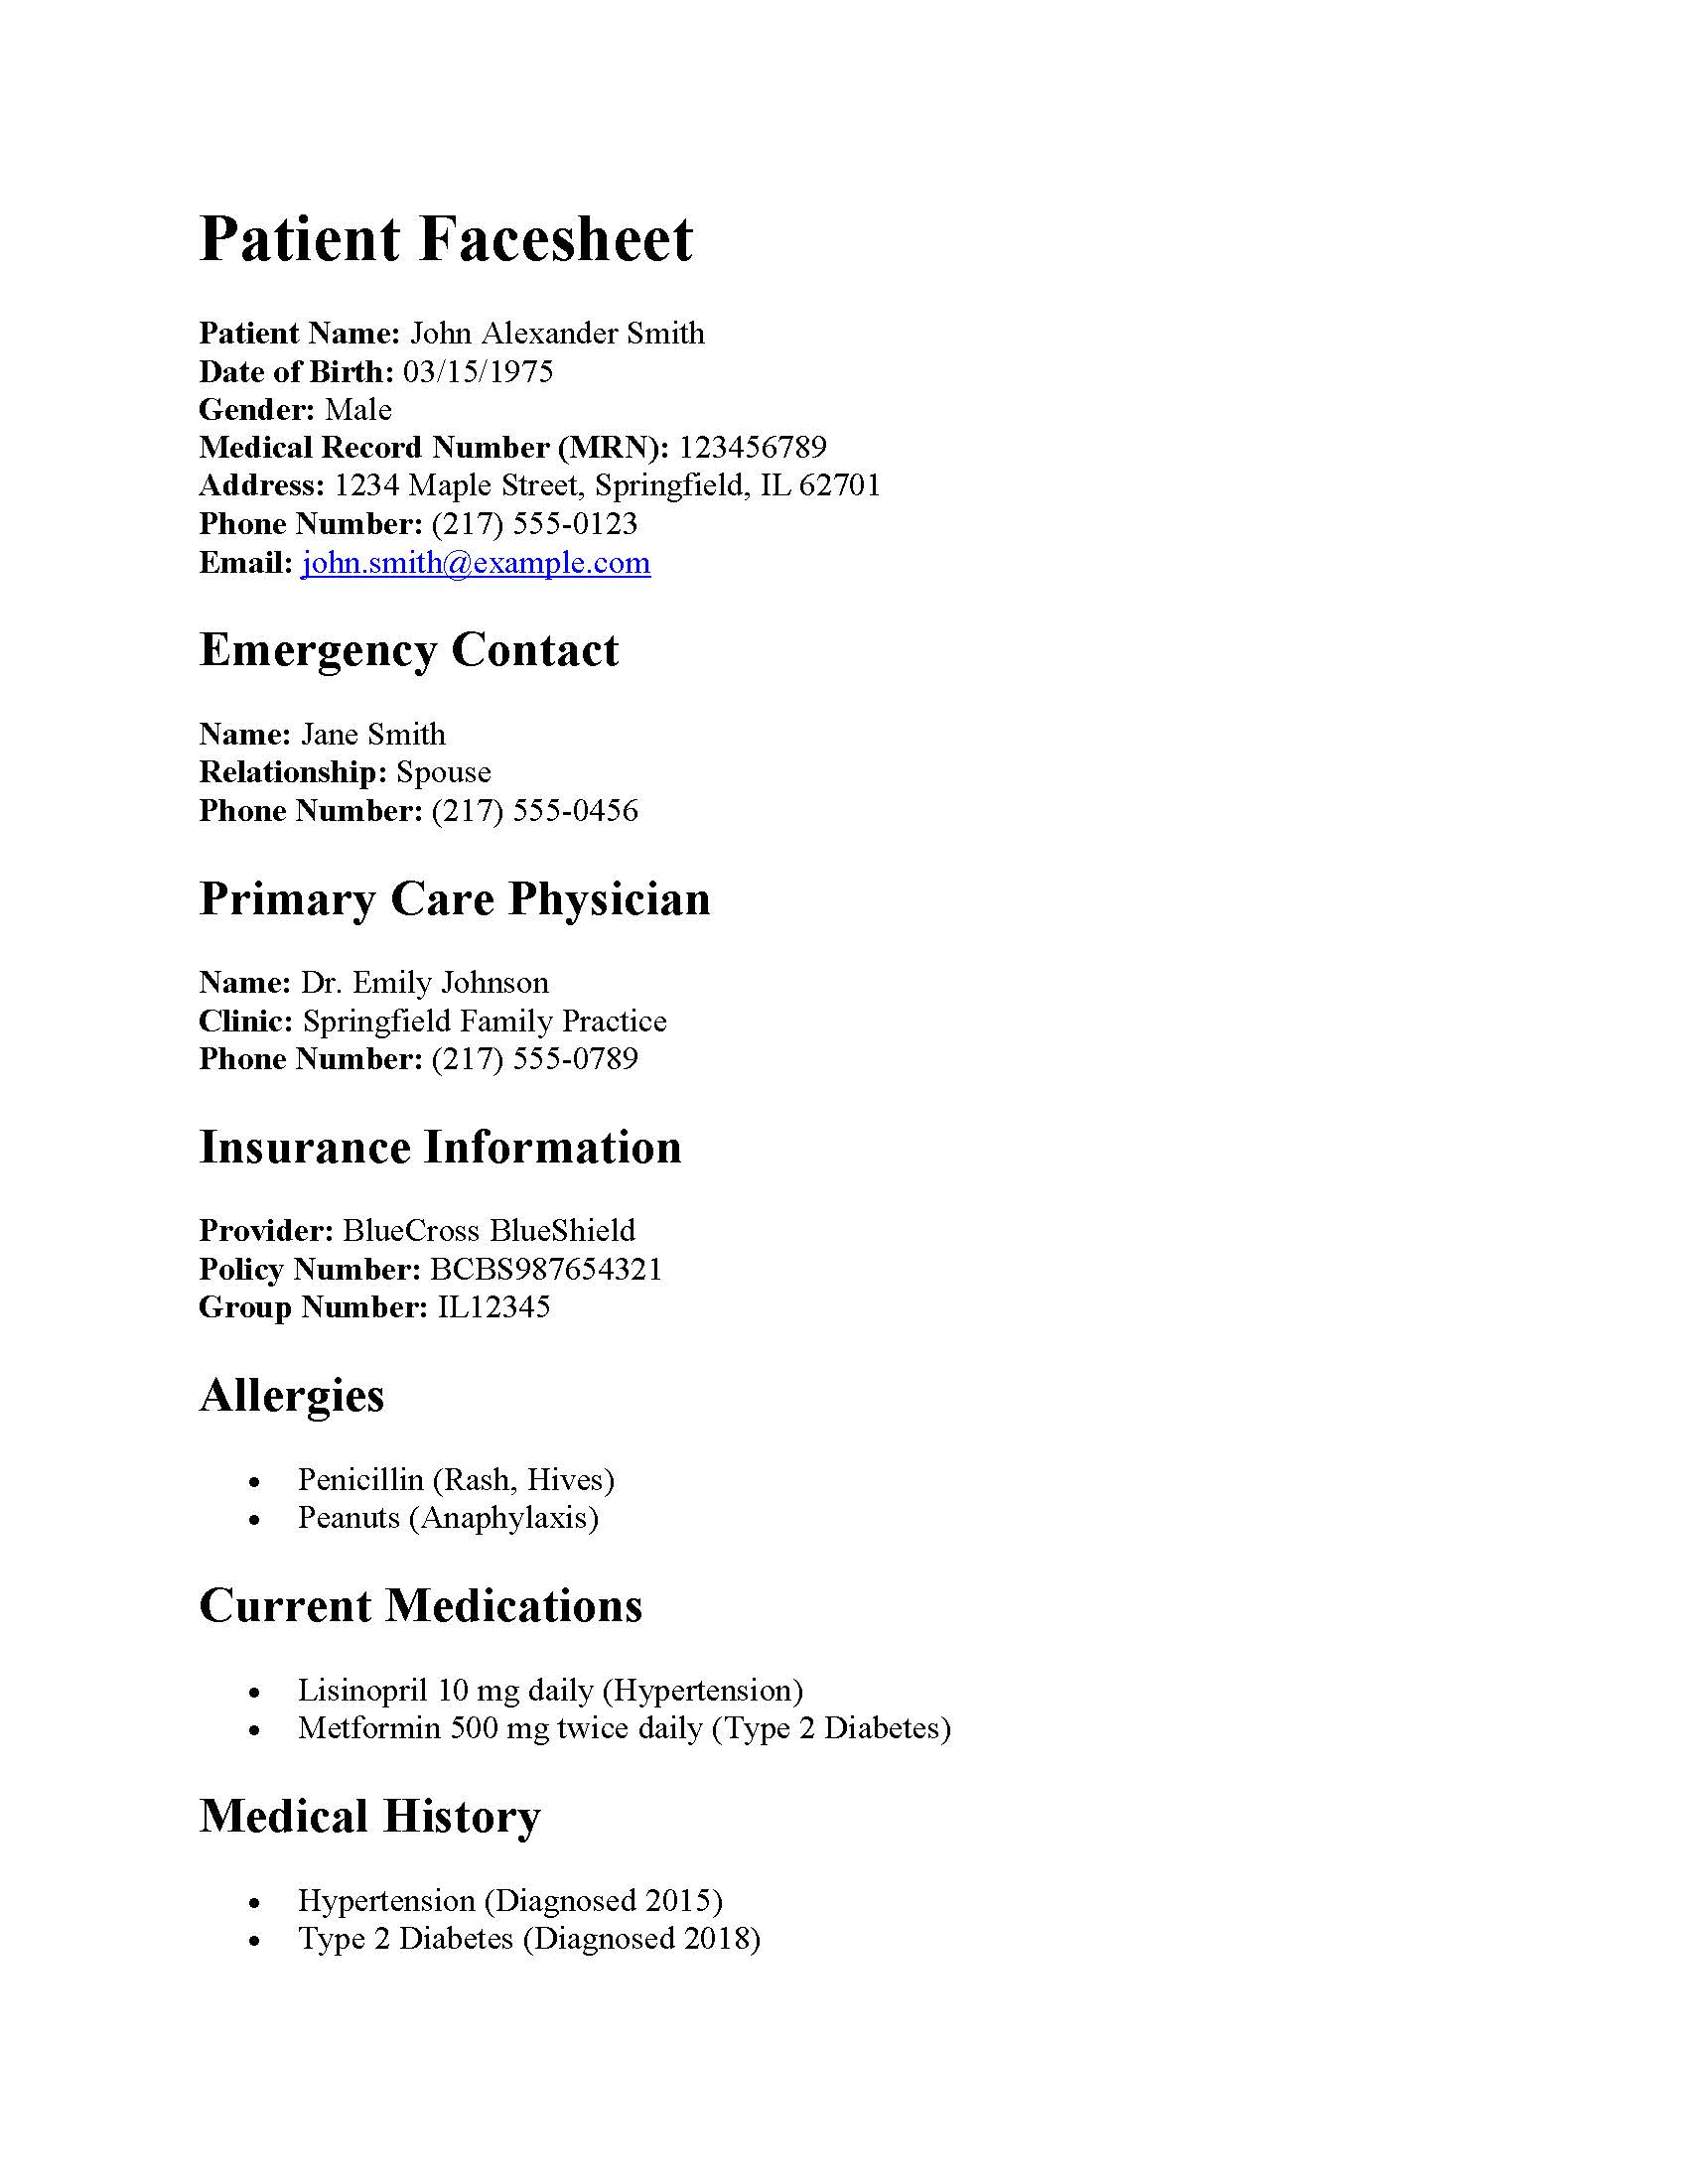 Patient Facesheet
Patient Name: John Alexander Smith
Date of Birth: 03/15/1975
Gender: Male
Medical Record Number (MRN): 123456789
Address: 1234 Maple Street, Springfield, IL 62701
Phone Number: (217) 555-0123
Email: john.smith@example.com
Emergency Contact
Name: Jane Smith
Relationship: Spouse
Phone Number: (217) 555-0456
Primary Care Physician
Name: Dr. Emily Johnson
Clinic: Springfield Family Practice
Phone Number: (217) 555-0789
Insurance Information
Provider: BlueCross BlueShield
Policy Number: BCBS987654321
Group Number: IL12345
Allergies
• Penicillin (Rash, Hives)
• Peanuts (Anaphylaxis)
Current Medications
• Lisinopril 10 mg daily (Hypertension)
• Metformin 500 mg twice daily (Type 2 Diabetes)
Medical History
• Hypertension (Diagnosed 2015)
• Type 2 Diabetes (Diagnosed 2018)